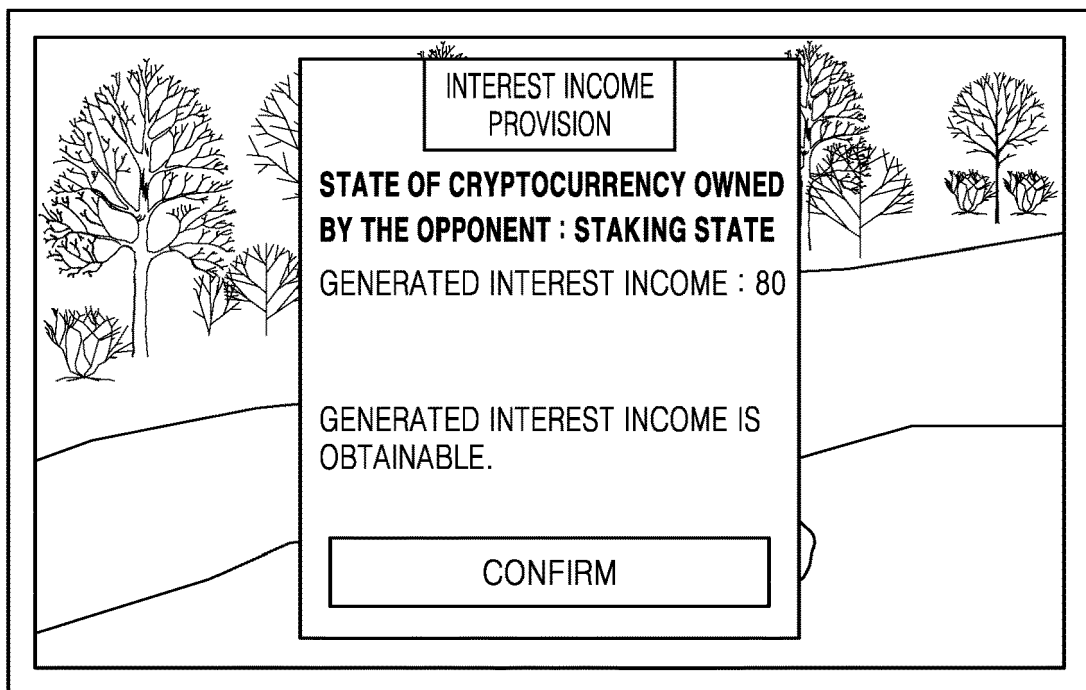 INTEREST INCOME
PROVISION
STATE OF CRYPTOCURRENCY OWNED
BY THE OPPONENT : STAKING STATE
GENERATED INTEREST INCOME : 80
GENERATED INTEREST INCOME IS
OBTAINABLE.
CONFIRM